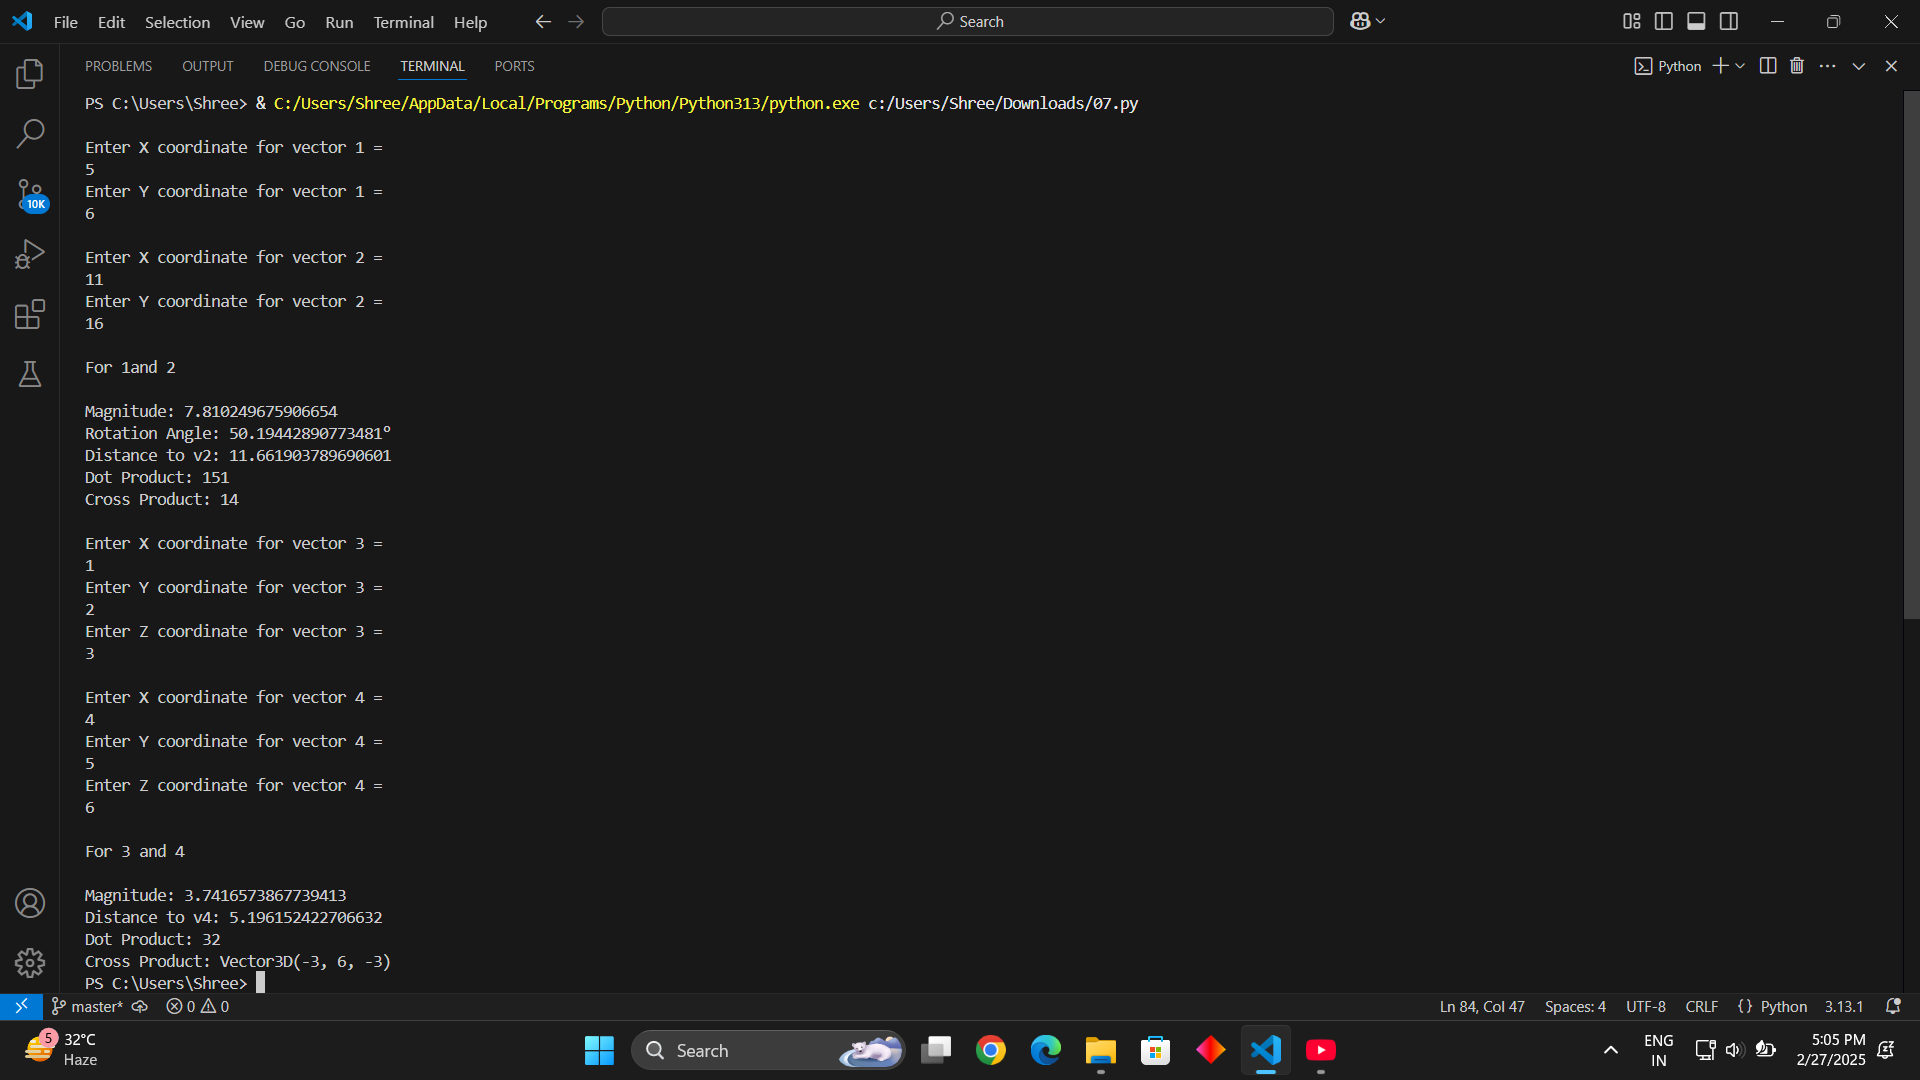 File Edit Selection View Go Run Terminal Help
Search
PROBLEMS OUTPUT DEBUG CONSOLE TERMINAL PORTS
Python
PS C:\Users\Shree> & C:/Users/Shree/AppData/Local/Programs/Python/Python313/python.exe c:/Users/Shree/Downloads/07.py
Enter X coordinate for vector 1 =
5
Enter Y coordinate for vector 1 =
6
Enter X coordinate for vector 2 =
11
Enter Y coordinate for vector 2 =
16
For 1and 2
Magnitude: 7.810249675906654
Rotation Angle: 50.19442890773481°
Distance to v2: 11.661903789690601
Dot Product: 151
Cross Product: 14
Enter X coordinate for vector 3 =
1
Enter Y coordinate for vector 3 =
2
Enter Z coordinate for vector 3 =
3
Enter X coordinate for vector 4 =
4
Enter Y coordinate for vector 4 =
5
Enter Z coordinate for vector 4 =
6
For 3 and 4
Magnitude: 3.7416573867739413
Distance to v4: 5.196152422706632
Dot Product: 32
Cross Product: Vector3D(-3, 6, -3)
PS C:\Users\Shree>
10K
master* 0 0
Ln 84, Col 47 Spaces: 4 UTF-8 CRLF {} Python 3.13.1
5
32°C
Haze
Search
ENG
IN
5:05 PM
2/27/2025